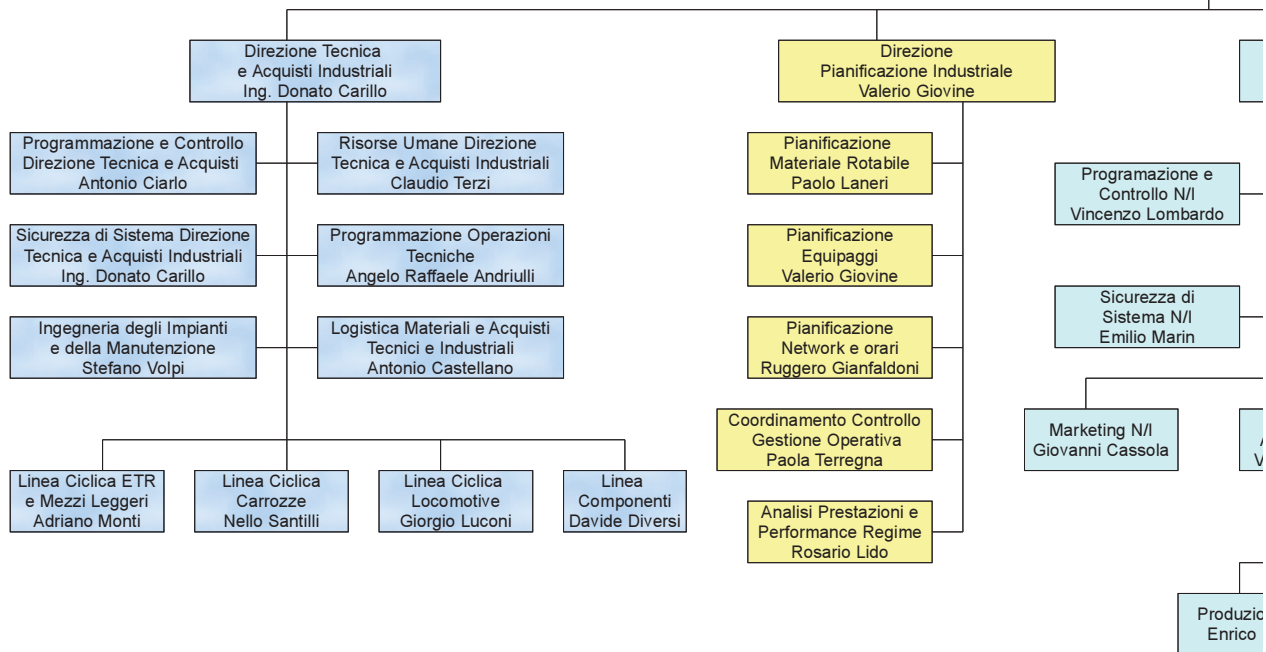 Direzione Tecnica
e Acquisti Industriali
Ing. Donato Carillo
Programmazione e Controllo
Direzione Tecnica e Acquisti
Antonio Ciarlo
Risorse Umane Direzione
Tecnica e Acquisti Industriali
Claudio Terzi
Sicurezza di Sistema Direzione
Tecnica e Acquisti Industriali
Ing. Donato Carillo
Programmazione Operazioni
Tecniche
Angelo Raffaele Andriulli
Ingegneria degli Impianti
e della Manutenzione
Stefano Volpi
Logistica Materiali e Acquisti
Tecnici e Industriali
Antonio Castellano
Linea Ciclica ETR
e Mezzi Leggeri
Adriano Monti
Linea Ciclica
Carrozze
Nello Santilli
Linea Ciclica
Locomotive
Giorgio Luconi
Linea
Componenti
Davide Diversi
Direzione
Pianificazione Industriale
Valerio Giovine
Pianificazione
Materiale Rotabile
Paolo Laneri
Pianificazione
Equipaggi
Valerio Giovine
Pianificazione
Network e orari
Ruggero Gianfaldoni
Coordinamento Controllo
Gestione Operativa
Paola Terregna
Analisi Prestazioni e
Performance Regime
Rosario Lido
Programazione e
Controllo N/I
Vincenzo Lombardo
Sicurezza di
Sistema N/I
Emilio Marin
Marketing N/I
Giovanni Cassola
A
V
Produzio
Enrico